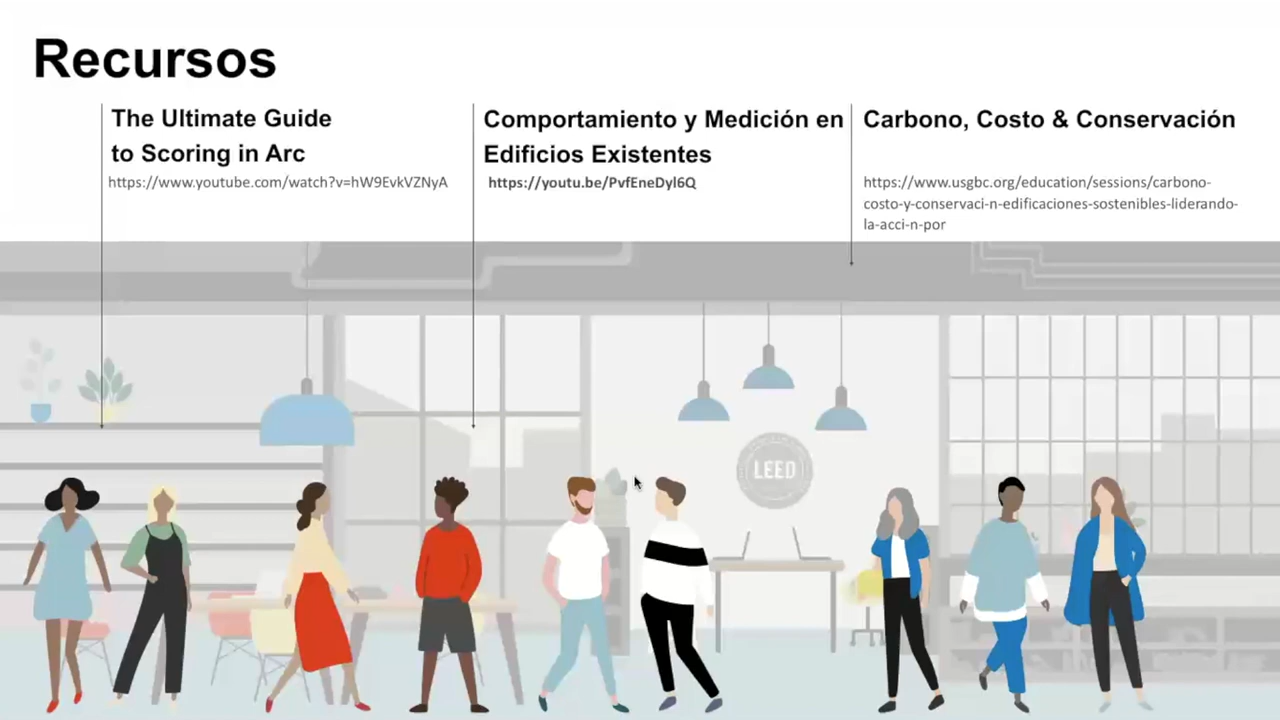 Recursos
The Ultimate Guide
to Scoring in Arc
https://www.youtube.com/watch?v=hW9EvkVZNyA
Comportamiento y Medición en
Edificios Existentes
https://youtu.be/PvfEneDyl6Q
Carbono, Costo & Conservación
https://www.usgbc.org/education/sessions/carbono-
costo-y-conservaci-n-edificaciones-sostenibles-liderando-
la-acci-n-por
LEED